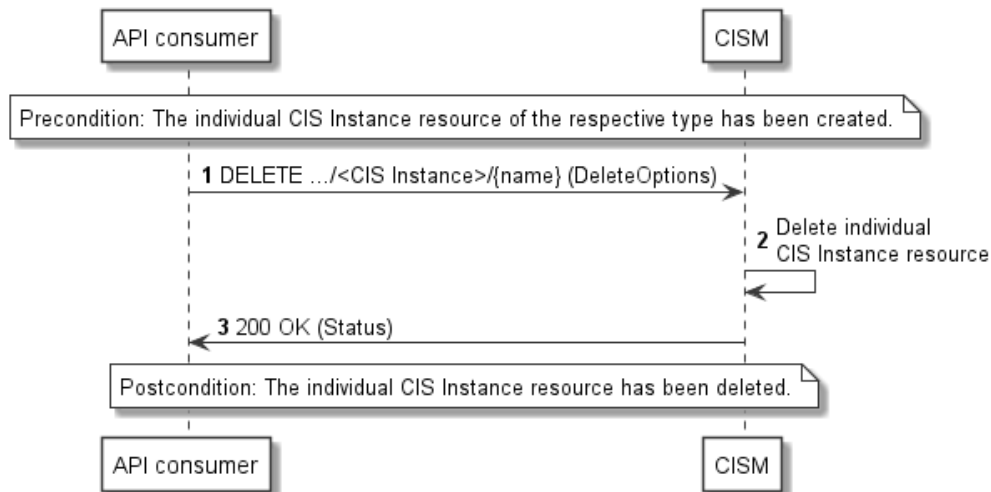 API consumer
CISM
Precondition: The individual CIS Instance resource of the respective type has been created.
1 DELETE .../<CIS Instance>/{name} (DeleteOptions)
2 Delete individual
CIS Instance resource
3 200 OK (Status)
Postcondition: The individual CIS Instance resource has been deleted.
API consumer
CISM